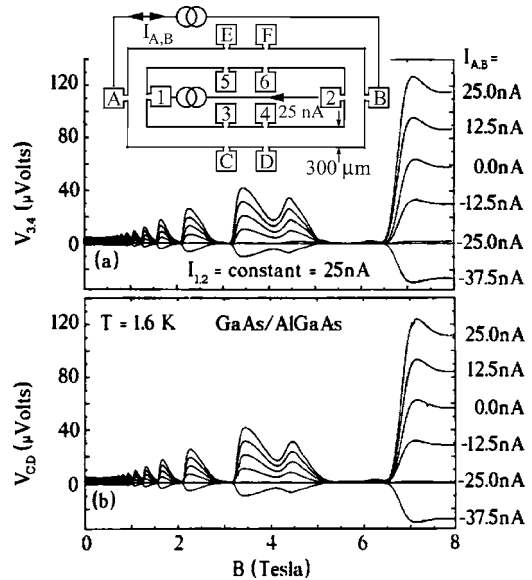 I_{A,B}
E F
I_{A,B} =
A 1 5 6 2 B
3 4 25 nA
C D 300 μm
V_{3,4} (μVolts)
120
80
40
0
(a)
I_{1,2} = constant = 25nA
25.0nA
12.5nA
0.0nA
-12.5nA
-25.0nA
-37.5nA
T = 1.6 K GaAs/AlGaAs
V_{C,D} (μVolts)
120
80
40
0
(b)
25.0nA
12.5nA
0.0nA
-12.5nA
-25.0nA
-37.5nA
0 2 4 6 8
B (Tesla)